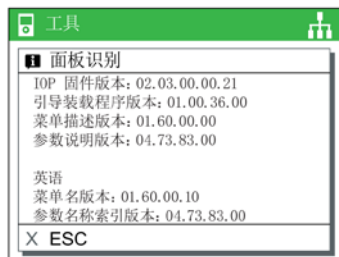 工具
面板识别
IOP 固件版本: 02.03.00.00.21
引导装载程序版本: 01.00.36.00
菜单描述版本: 01.60.00.00
参数说明版本: 04.73.83.00
英语
菜单名版本: 01.60.00.10
参数名称索引版本: 04.73.83.00
X ESC